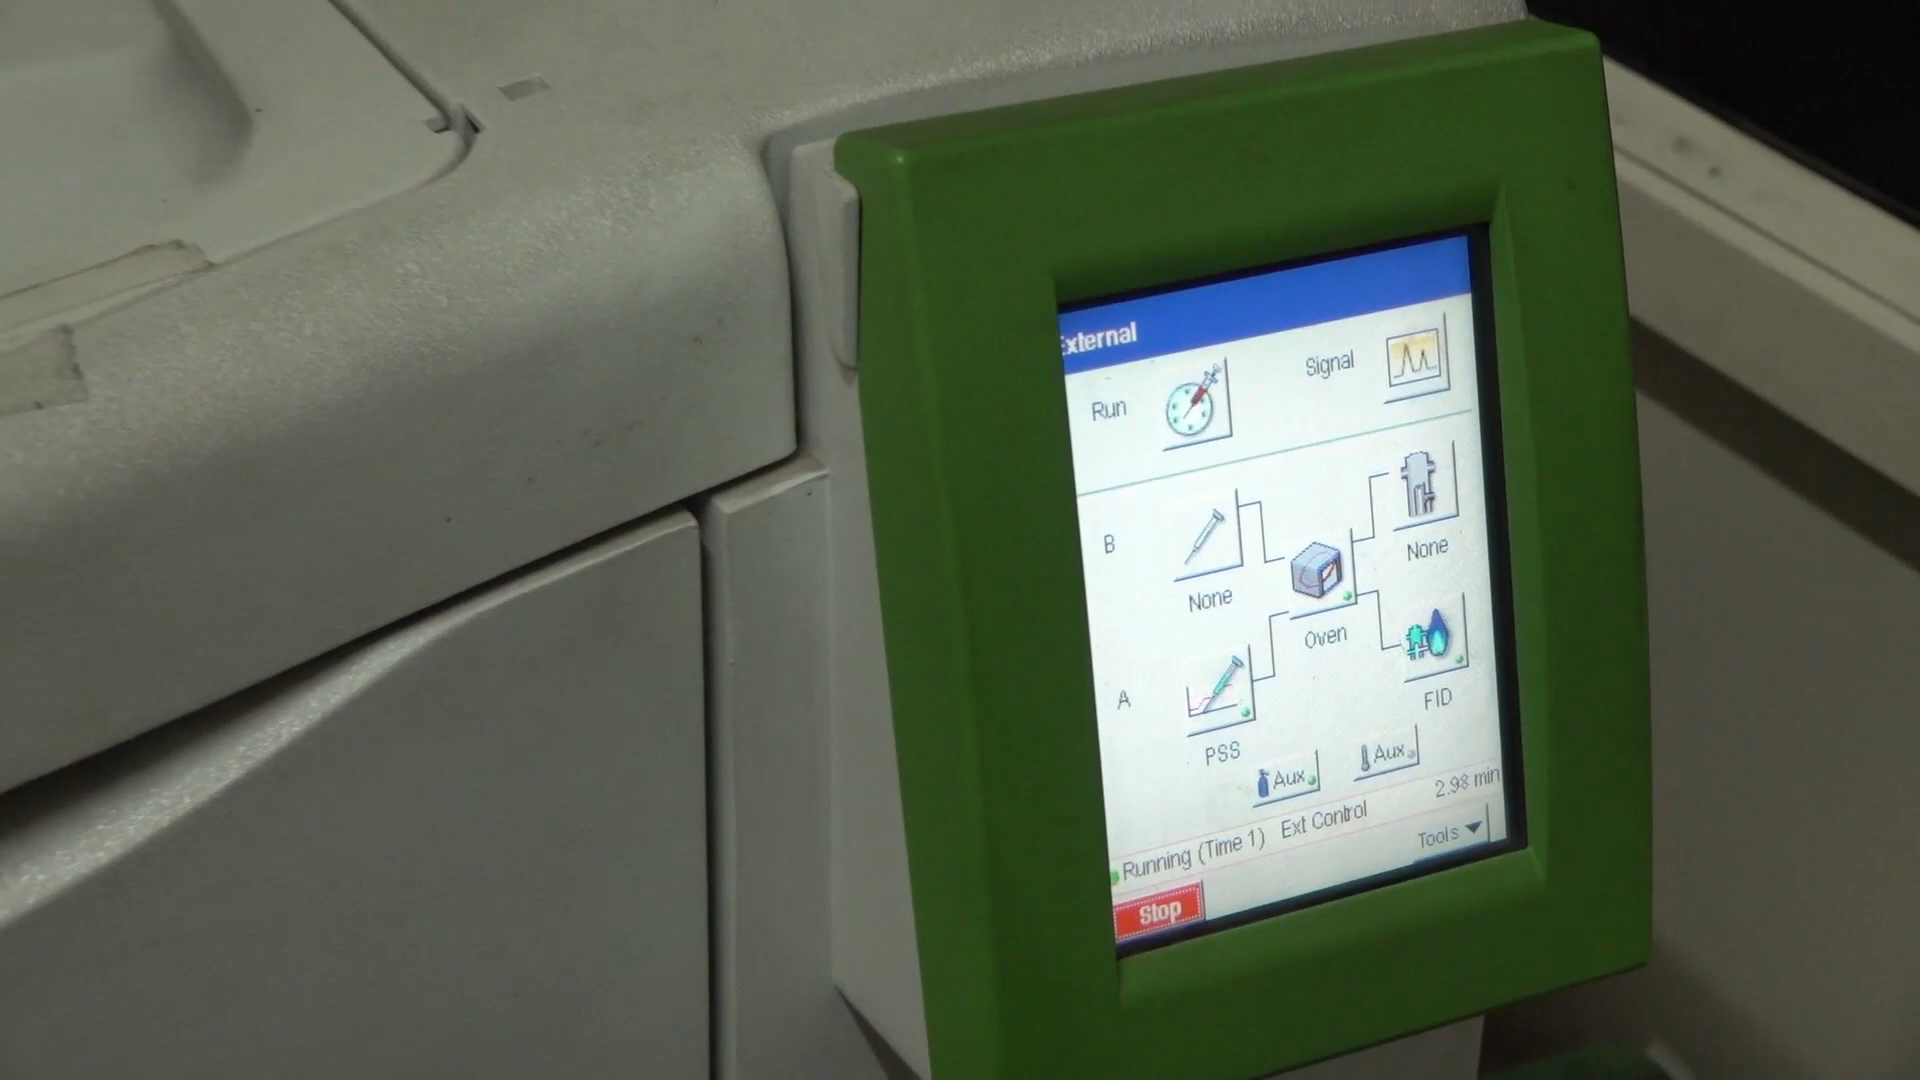 External
Run
Signal
B
None
None
Oven
A
PSS
FID
Aux
Aux
2.98 min
Running (Time 1) Ext Control
Tools
Stop